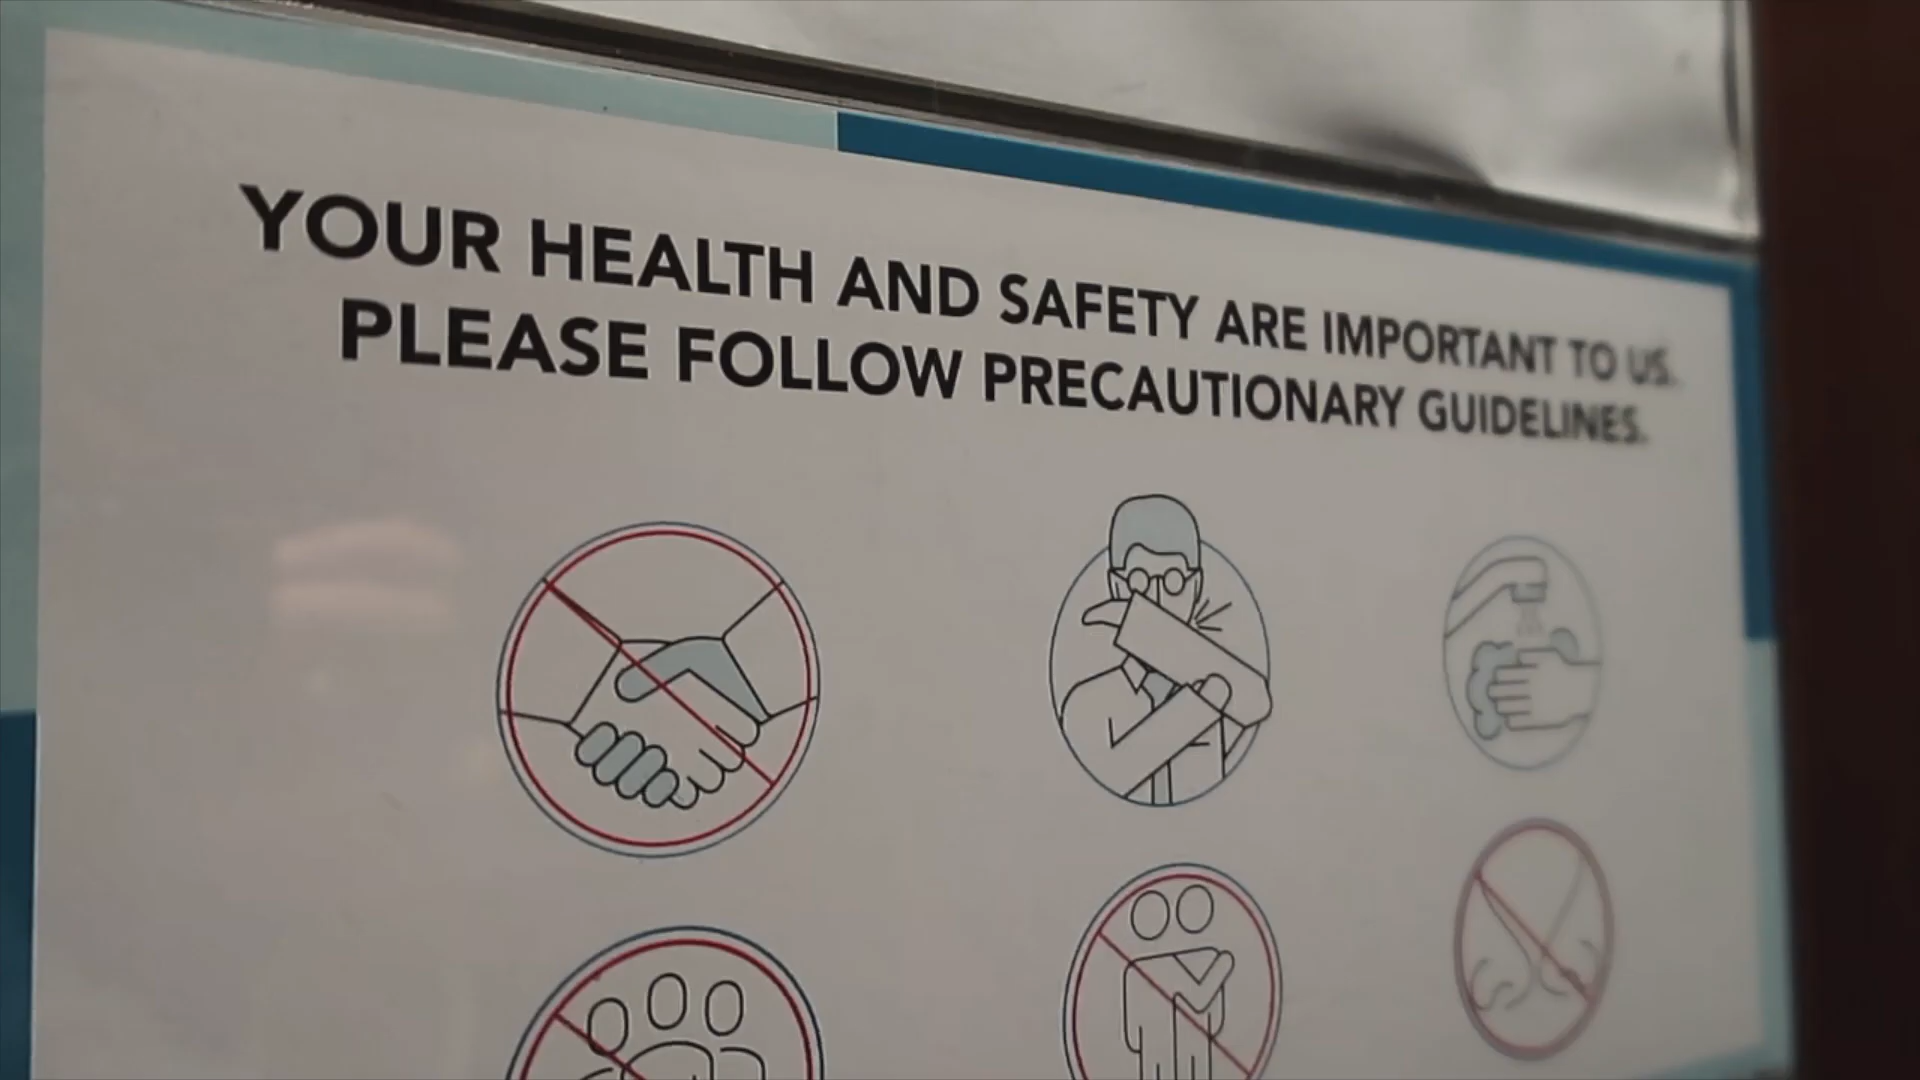 YOUR HEALTH AND SAFETY ARE IMPORTANT TO US.
PLEASE FOLLOW PRECAUTIONARY GUIDELINES.